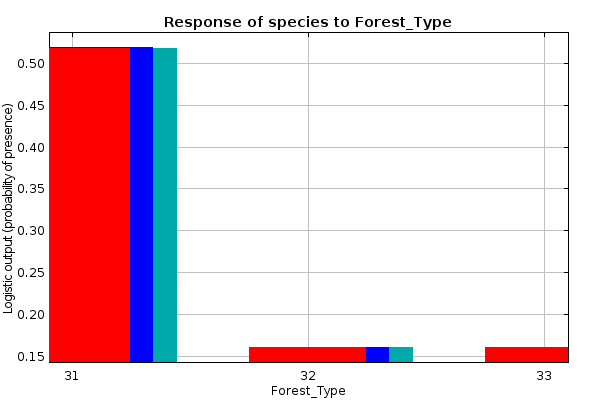 Response of species to Forest_Type
Logistic output (probability of presence)
0.50
0.45
0.40
0.35
0.30
0.25
0.20
0.15
31 32 33
Forest_Type